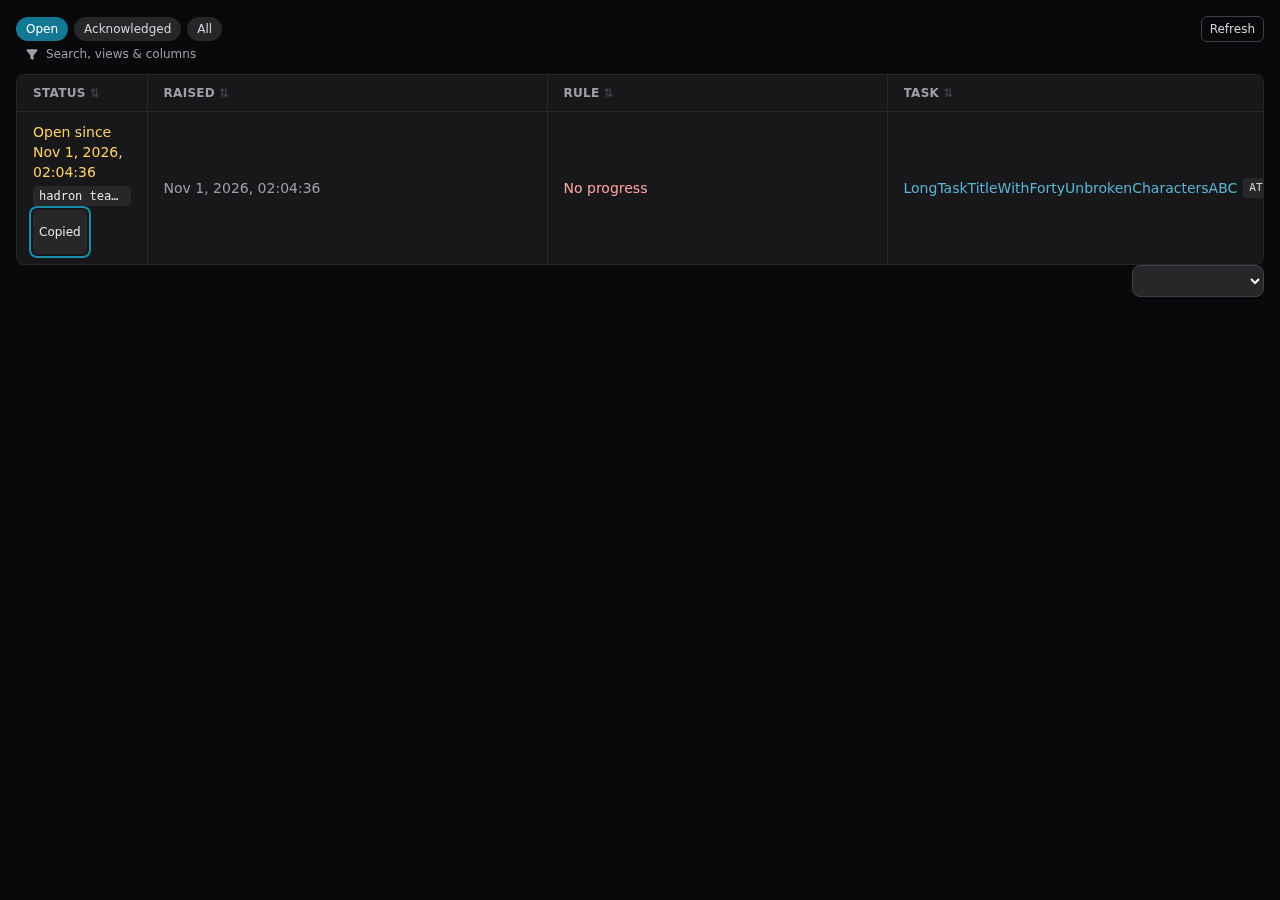 Open Acknowledged All Refresh
Search, views & columns
STATUS RAISED RULE TASK
Open since
Nov 1, 2026,
02:04:36
hadron tea…
Copied
Nov 1, 2026, 02:04:36
No progress
LongTaskTitleWithFortyUnbrokenCharactersABC AT